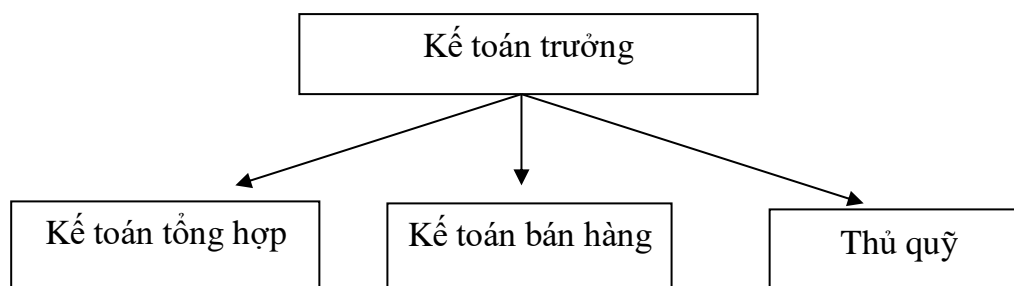 Kế toán trưởng
Kế toán tổng hợp
Kế toán bán hàng
Thủ quỹ